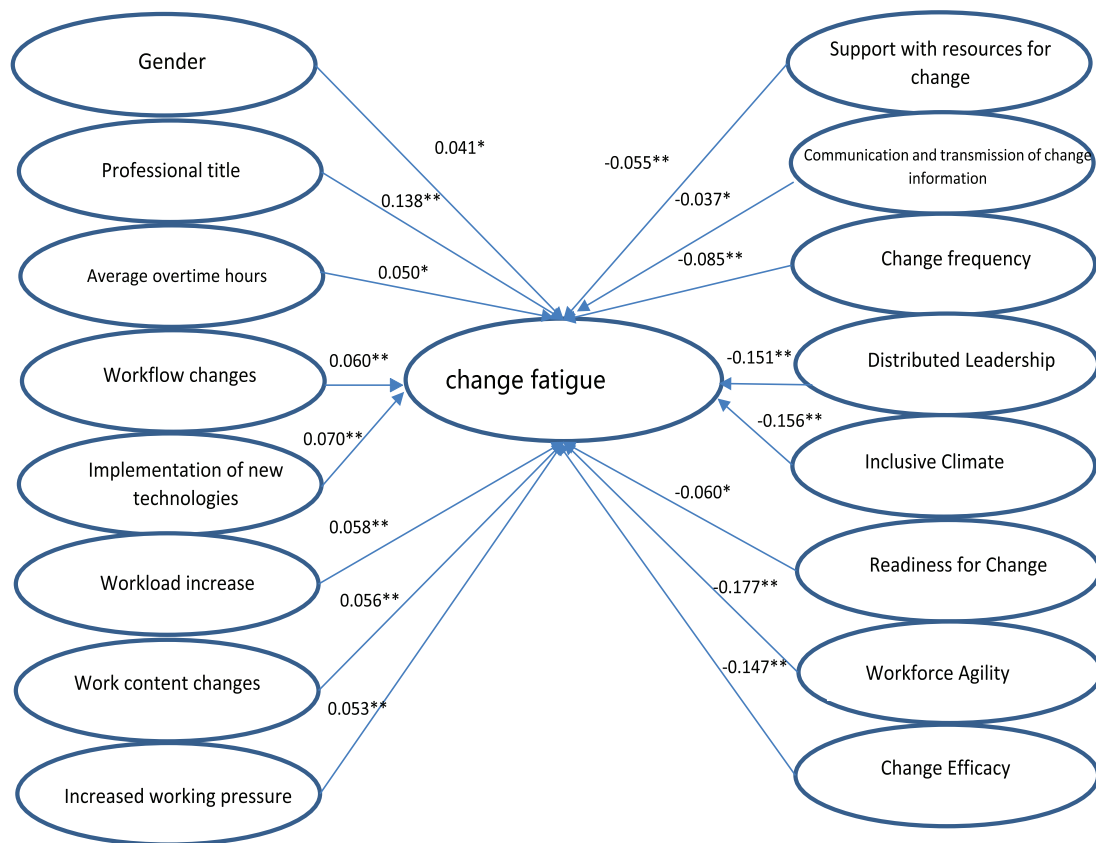 Gender
Professional title
Average overtime hours
Workflow changes
Implementation of new
technologies
Workload increase
Work content changes
Increased working pressure
0.041*
0.138**
0.050*
0.060**
0.070**
0.058**
0.056**
0.053**
change fatigue
-0.055**
-0.037*
-0.085**
-0.151**
-0.156**
-0.060*
-0.177**
-0.147**
Support with resources for
change
Communication and transmission of change
information
Change frequency
Distributed Leadership
Inclusive Climate
Readiness for Change
Workforce Agility
Change Efficacy